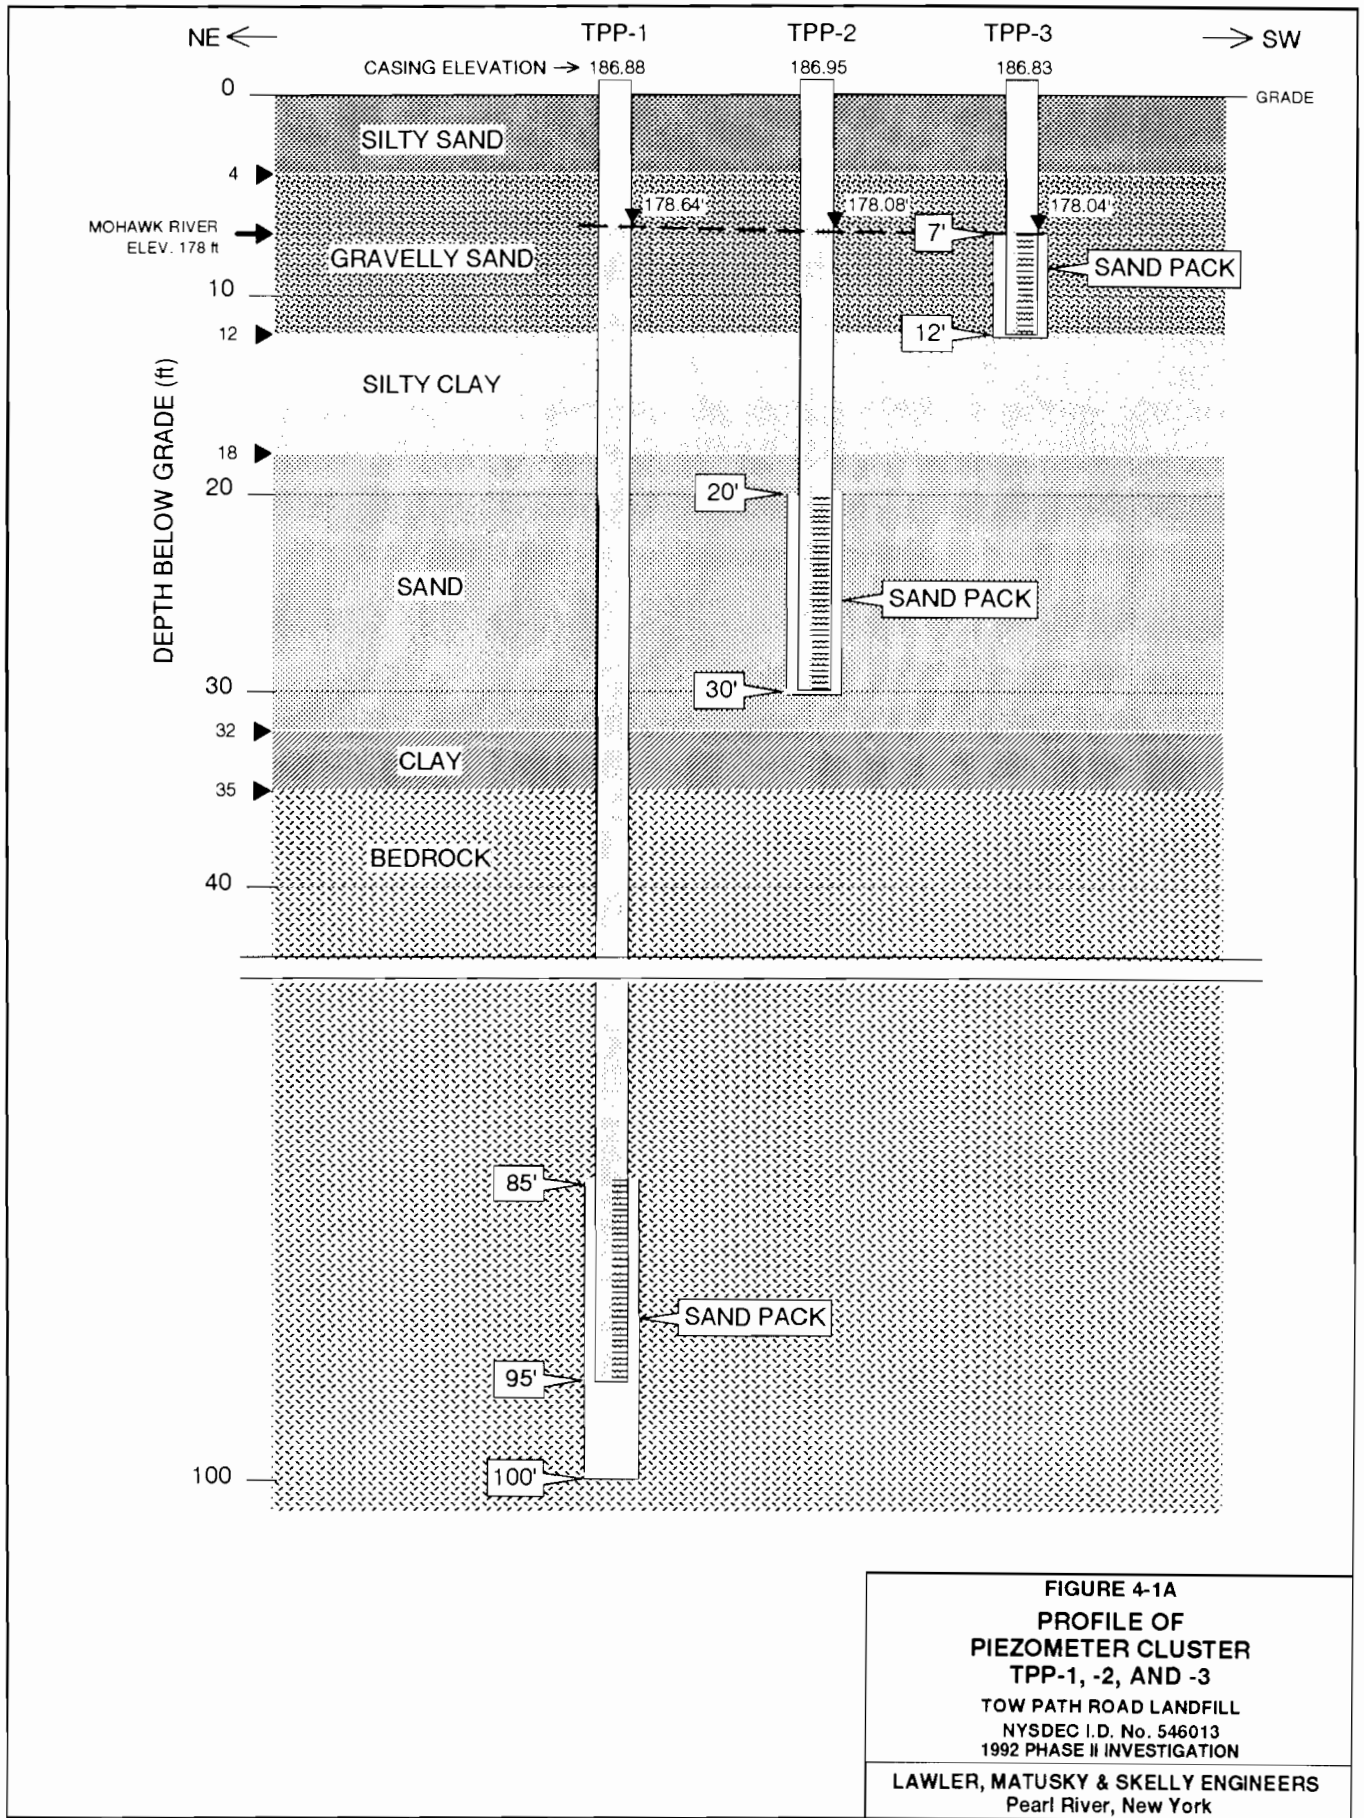 NE
TPP-1
TPP-2
TPP-3
SW
CASING ELEVATION → 186.88
186.95
186.83
0
GRADE
SILTY SAND
4
178.64'
178.08'
178.04'
MOHAWK RIVER
ELEV. 178 ft
7'
GRAVELLY SAND
SAND PACK
10
12
12'
SILTY CLAY
DEPTH BELOW GRADE (ft)
18
20
20'
SAND
SAND PACK
30
30'
32
CLAY
35
BEDROCK
40
85'
SAND PACK
95'
100
100'
FIGURE 4-1A
PROFILE OF
PIEZOMETER CLUSTER
TPP-1, -2, AND -3
TOW PATH ROAD LANDFILL
NYSDEC I.D. No. 546013
1992 PHASE II INVESTIGATION
LAWLER, MATUSKY & SKELLY ENGINEERS
Pearl River, New York